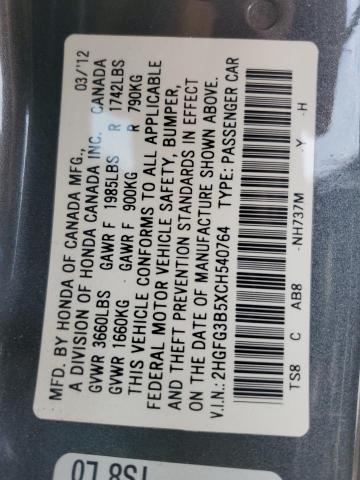 MFD. BY HONDA OF CANADA MFG., 03/'12
A DIVISION OF HONDA CANADA INC. CANADA
GVWR 3660LBS GAWR F 1985LBS R 1742LBS
GVWR 1660KG GAWR F 900KG R 790KG
THIS VEHICLE CONFORMS TO ALL APPLICABLE
FEDERAL MOTOR VEHICLE SAFETY, BUMPER,
AND THEFT PREVENTION STANDARDS IN EFFECT
ON THE DATE OF MANUFACTURE SHOWN ABOVE.
V.I.N.: 2HGFG3B5XCH540764 TYPE: PASSENGER CAR
TS8 C AB8 -NH737M -Y -H
TS8 L0